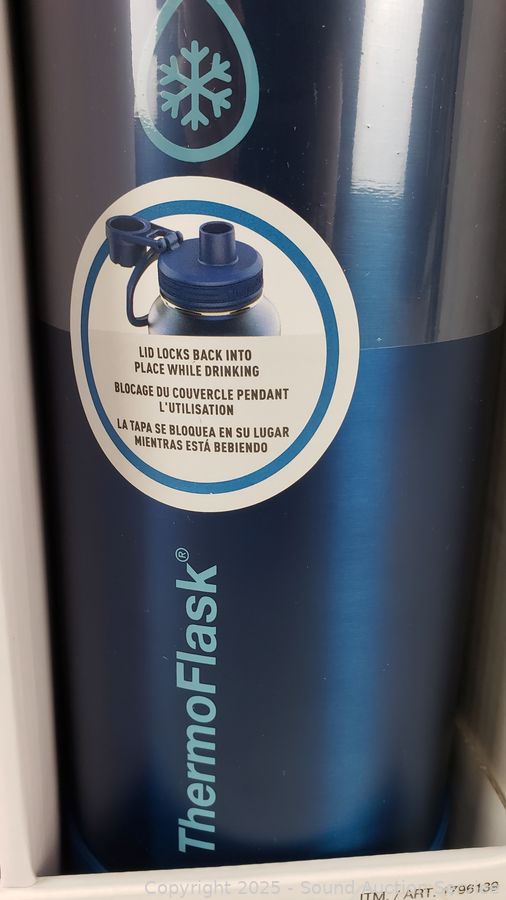 LID LOCKS BACK INTO
PLACE WHILE DRINKING
BLOCAGE DU COUVERCLE PENDANT
L'UTILISATION
LA TAPA SE BLOQUEA EN SU LUGAR
MIENTRAS ESTÁ BEBIENDO
ThermoFlask®
ITM. / ART. 1796139
Copyright 2025 - Sound Auction Service